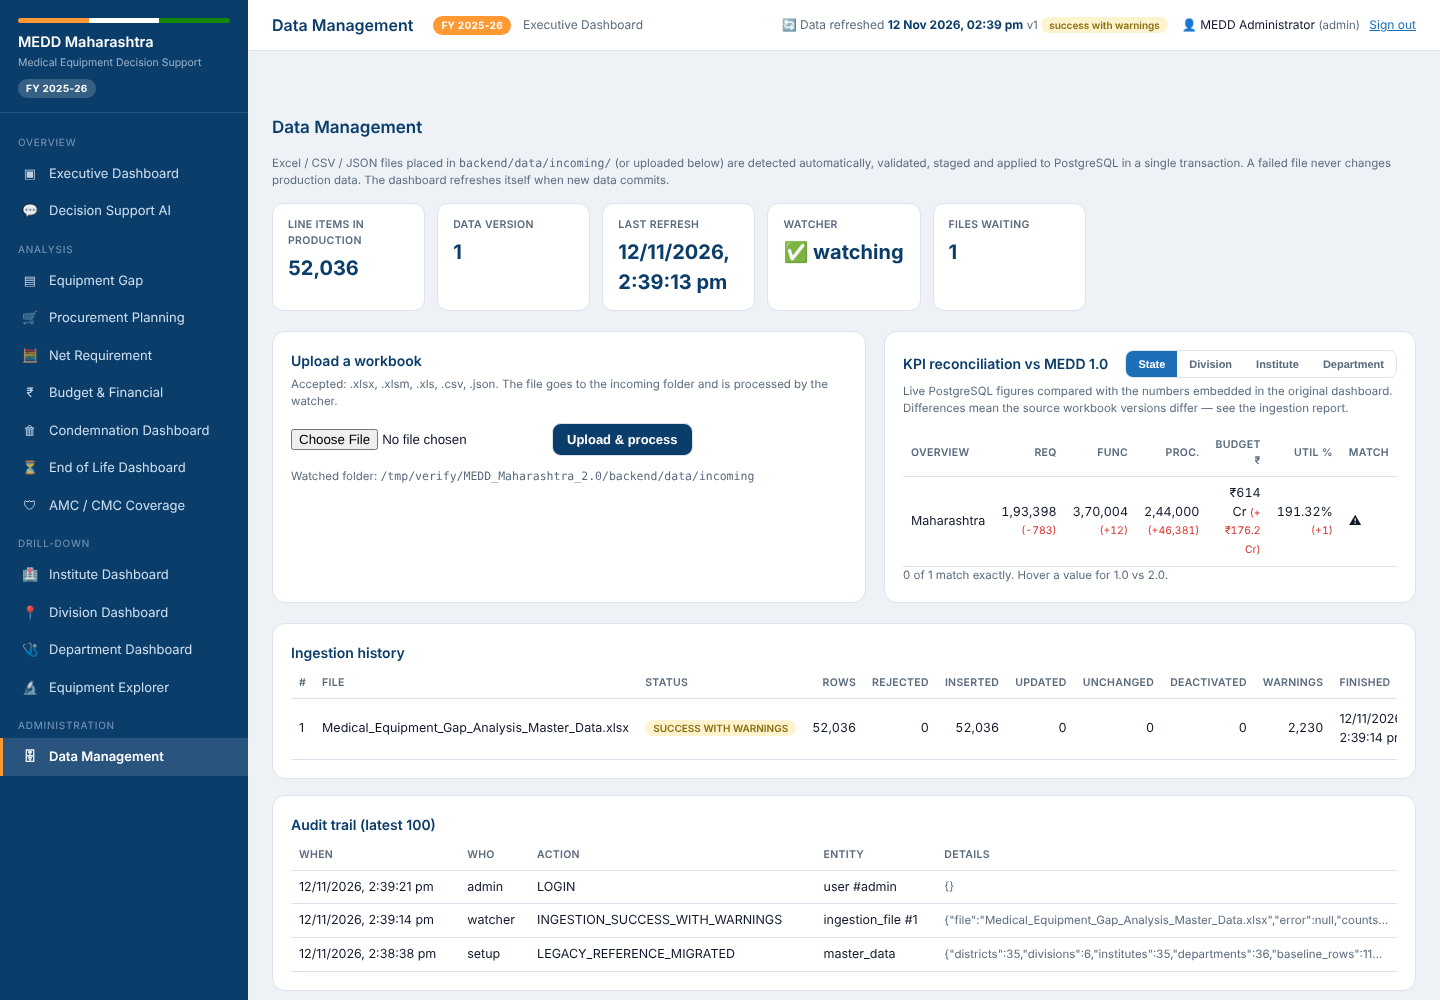 MEDD Maharashtra
Medical Equipment Decision Support
FY 2025-26
OVERVIEW
Executive Dashboard
Decision Support AI
ANALYSIS
Equipment Gap
Procurement Planning
Net Requirement
₹ Budget & Financial
Condemnation Dashboard
End of Life Dashboard
AMC / CMC Coverage
DRILL-DOWN
Institute Dashboard
Division Dashboard
Department Dashboard
Equipment Explorer
ADMINISTRATION
Data Management
Data Management FY 2025-26 Executive Dashboard Data refreshed 12 Nov 2026, 02:39 pm v1 success with warnings MEDD Administrator (admin) Sign out
Data Management
Excel / CSV / JSON files placed in backend/data/incoming/ (or uploaded below) are detected automatically, validated, staged and applied to PostgreSQL in a single transaction. A failed file never changes
production data. The dashboard refreshes itself when new data commits.
LINE ITEMS IN
PRODUCTION
52,036
DATA VERSION
1
LAST REFRESH
12/11/2026,
2:39:13 pm
WATCHER
✅ watching
FILES WAITING
1
Upload a workbook
Accepted: .xlsx, .xlsm, .xls, .csv, .json. The file goes to the incoming folder and is processed by the
watcher.
Choose File No file chosen Upload & process
Watched folder: /tmp/verify/MEDD_Maharashtra_2.0/backend/data/incoming
KPI reconciliation vs MEDD 1.0 State Division Institute Department
Live PostgreSQL figures compared with the numbers embedded in the original dashboard.
Differences mean the source workbook versions differ — see the ingestion report.
OVERVIEW REQ FUNC PROC. BUDGET ₹ UTIL % MATCH
Maharashtra 1,93,398 (-783) 3,70,004 (+12) 2,44,000 (+46,381) ₹614 Cr (+₹176.2 Cr) 191.32% (+1) ⚠
0 of 1 match exactly. Hover a value for 1.0 vs 2.0.
Ingestion history
# FILE STATUS ROWS REJECTED INSERTED UPDATED UNCHANGED DEACTIVATED WARNINGS FINISHED
1 Medical_Equipment_Gap_Analysis_Master_Data.xlsx SUCCESS WITH WARNINGS 52,036 0 52,036 0 0 0 2,230 12/11/2026
2:39:14 pm
Audit trail (latest 100)
WHEN WHO ACTION ENTITY DETAILS
12/11/2026, 2:39:21 pm admin LOGIN user #admin {}
12/11/2026, 2:39:14 pm watcher INGESTION_SUCCESS_WITH_WARNINGS ingestion_file #1 {"file":"Medical_Equipment_Gap_Analysis_Master_Data.xlsx","error":null,"counts...
12/11/2026, 2:38:38 pm setup LEGACY_REFERENCE_MIGRATED master_data {"districts":35,"divisions":6,"institutes":35,"departments":36,"baseline_rows":11...